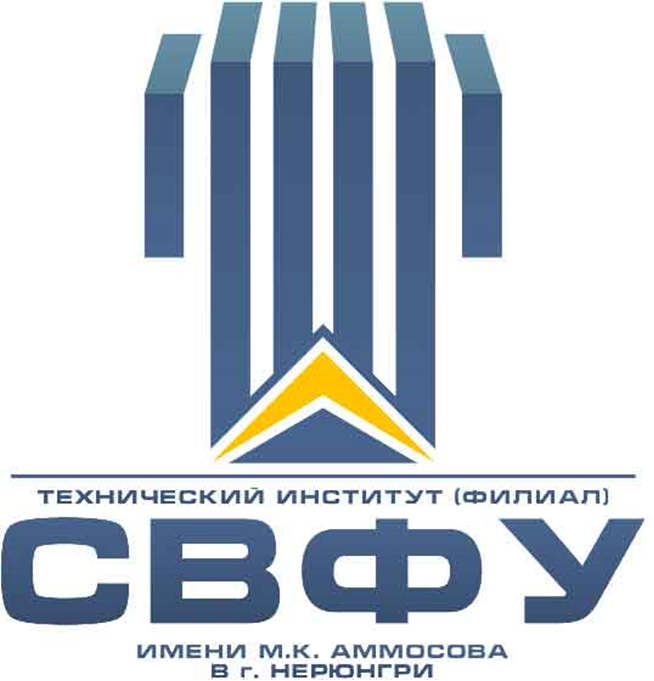 ТЕХНИЧЕСКИЙ ИНСТИТУТ (ФИЛИАЛ)
СВФУ
ИМЕНИ М.К. АММОСОВА
В г. НЕРЮНГРИ